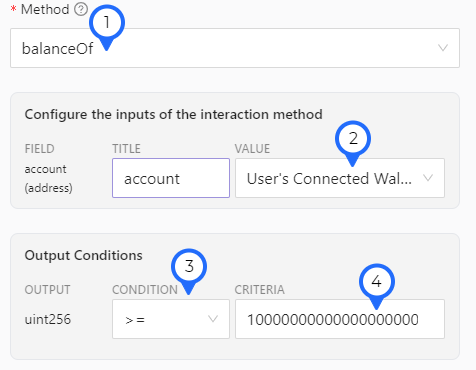 * Method ?
1
balanceOf
Configure the inputs of the interaction method
2
FIELD TITLE VALUE
account
(address)
account
User's Connected Wal...
Output Conditions
3
4
OUTPUT CONDITION CRITERIA
uint256 >= 10000000000000000000